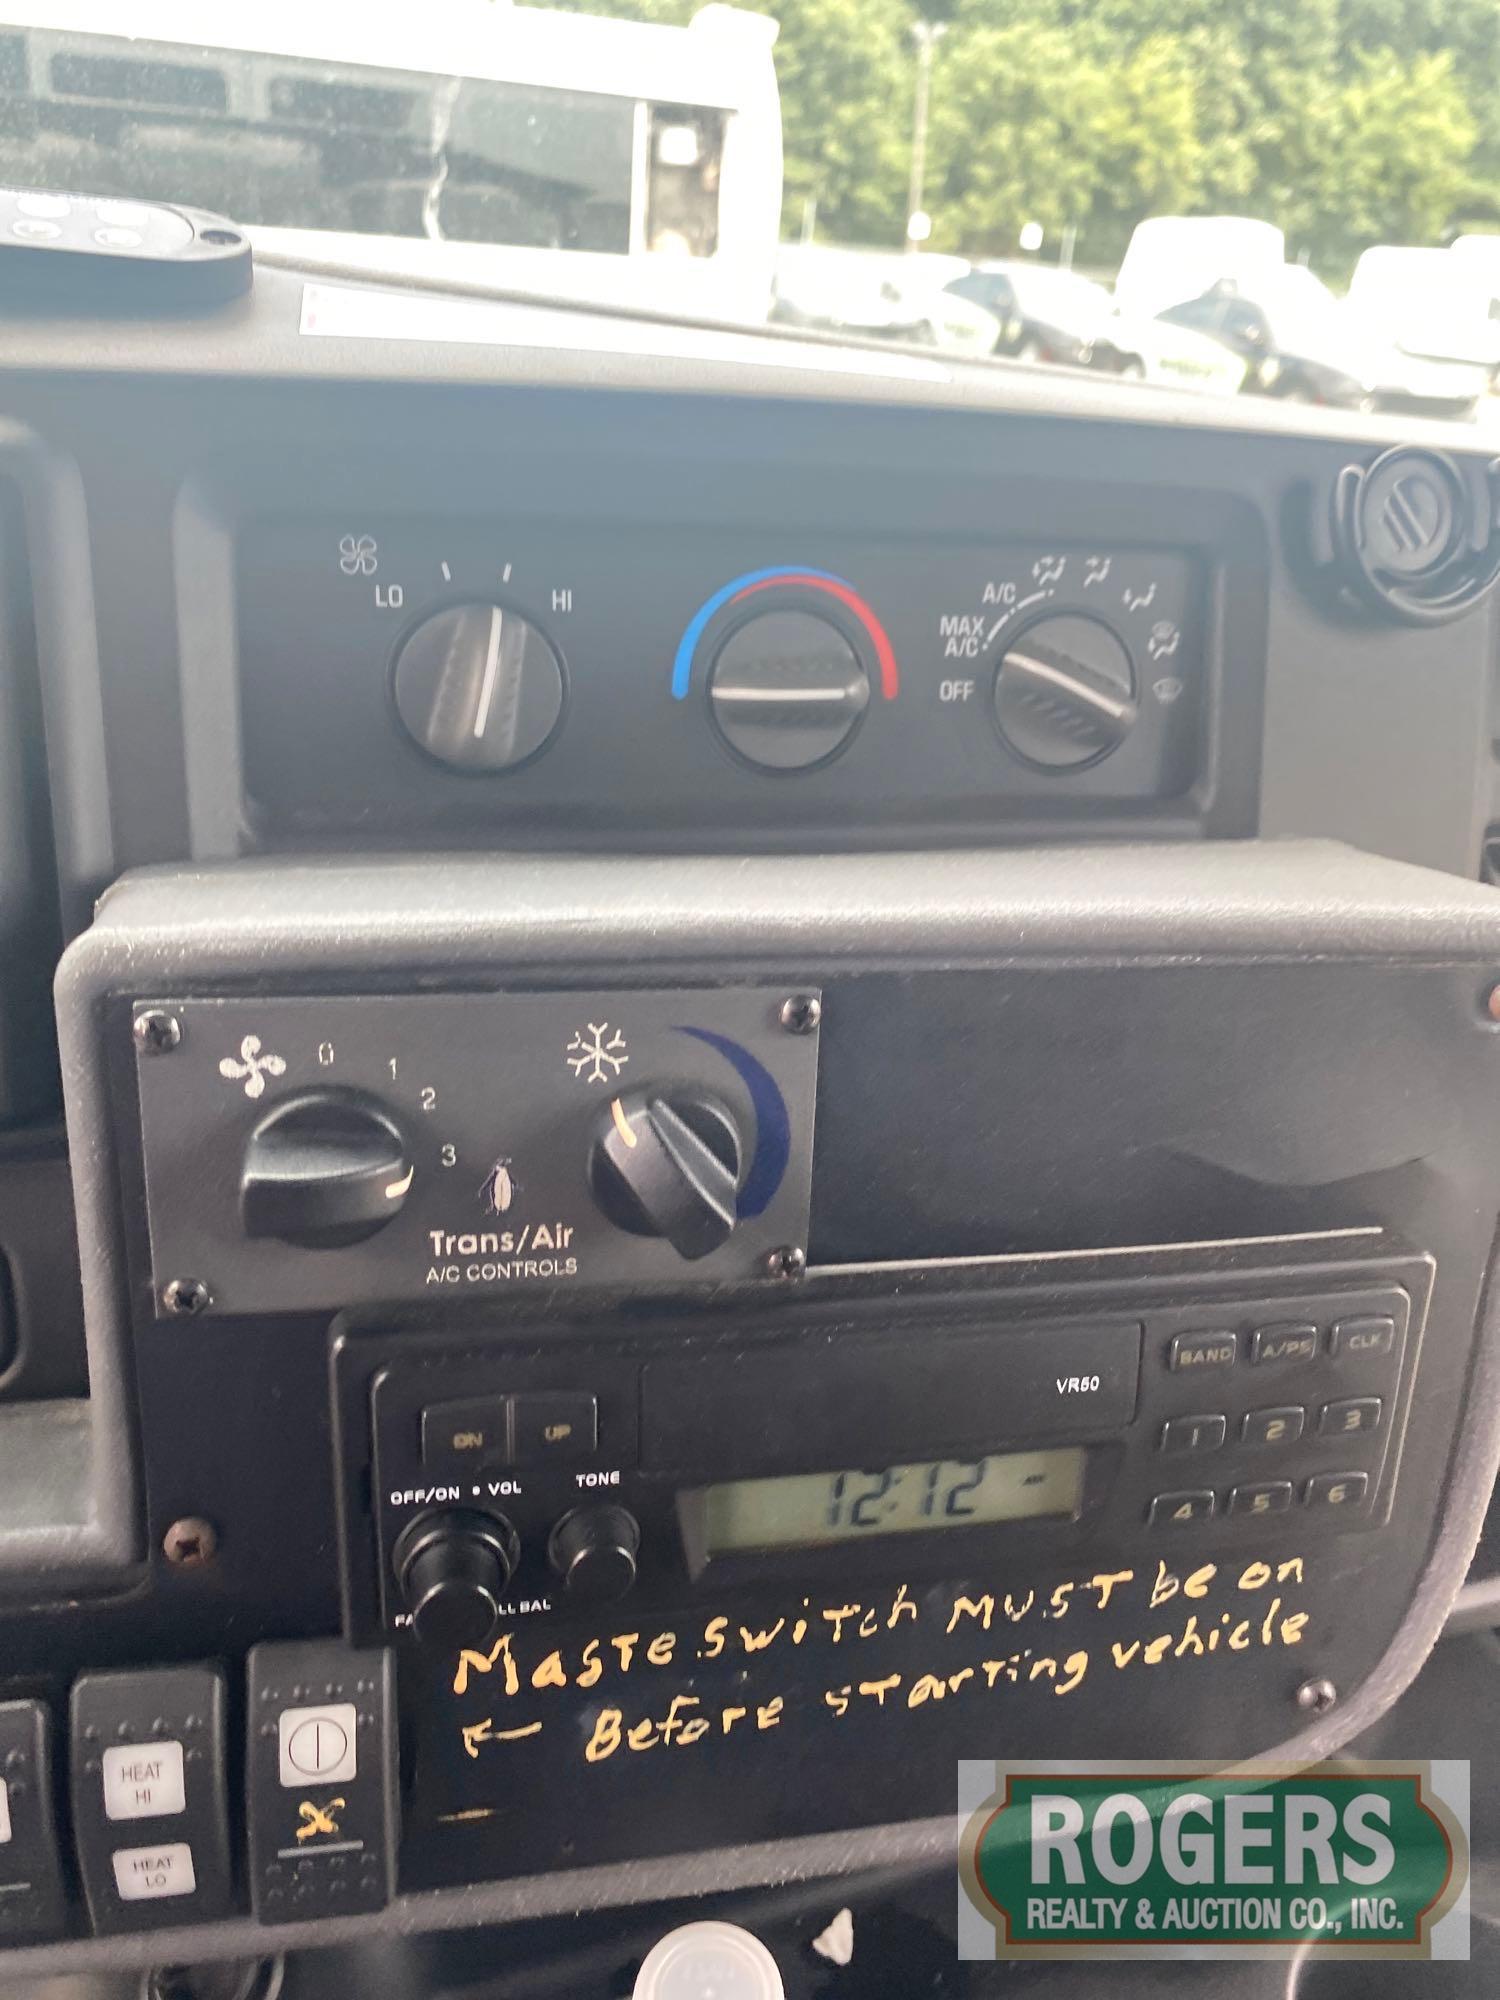 LO
HI
A/C
MAX
A/C
OFF
0
1
2
3
Trans/Air
A/C CONTROLS
VR50
BAND A/PS CLK
DN UP
1 2 3
OFF/ON • VOL TONE
12:12
4 5 6
BAL
MASTE SWITCH MUST be on
← Before starting vehicle
HEAT
HI
HEAT
LO
ROGERS
REALTY & AUCTION CO., INC.